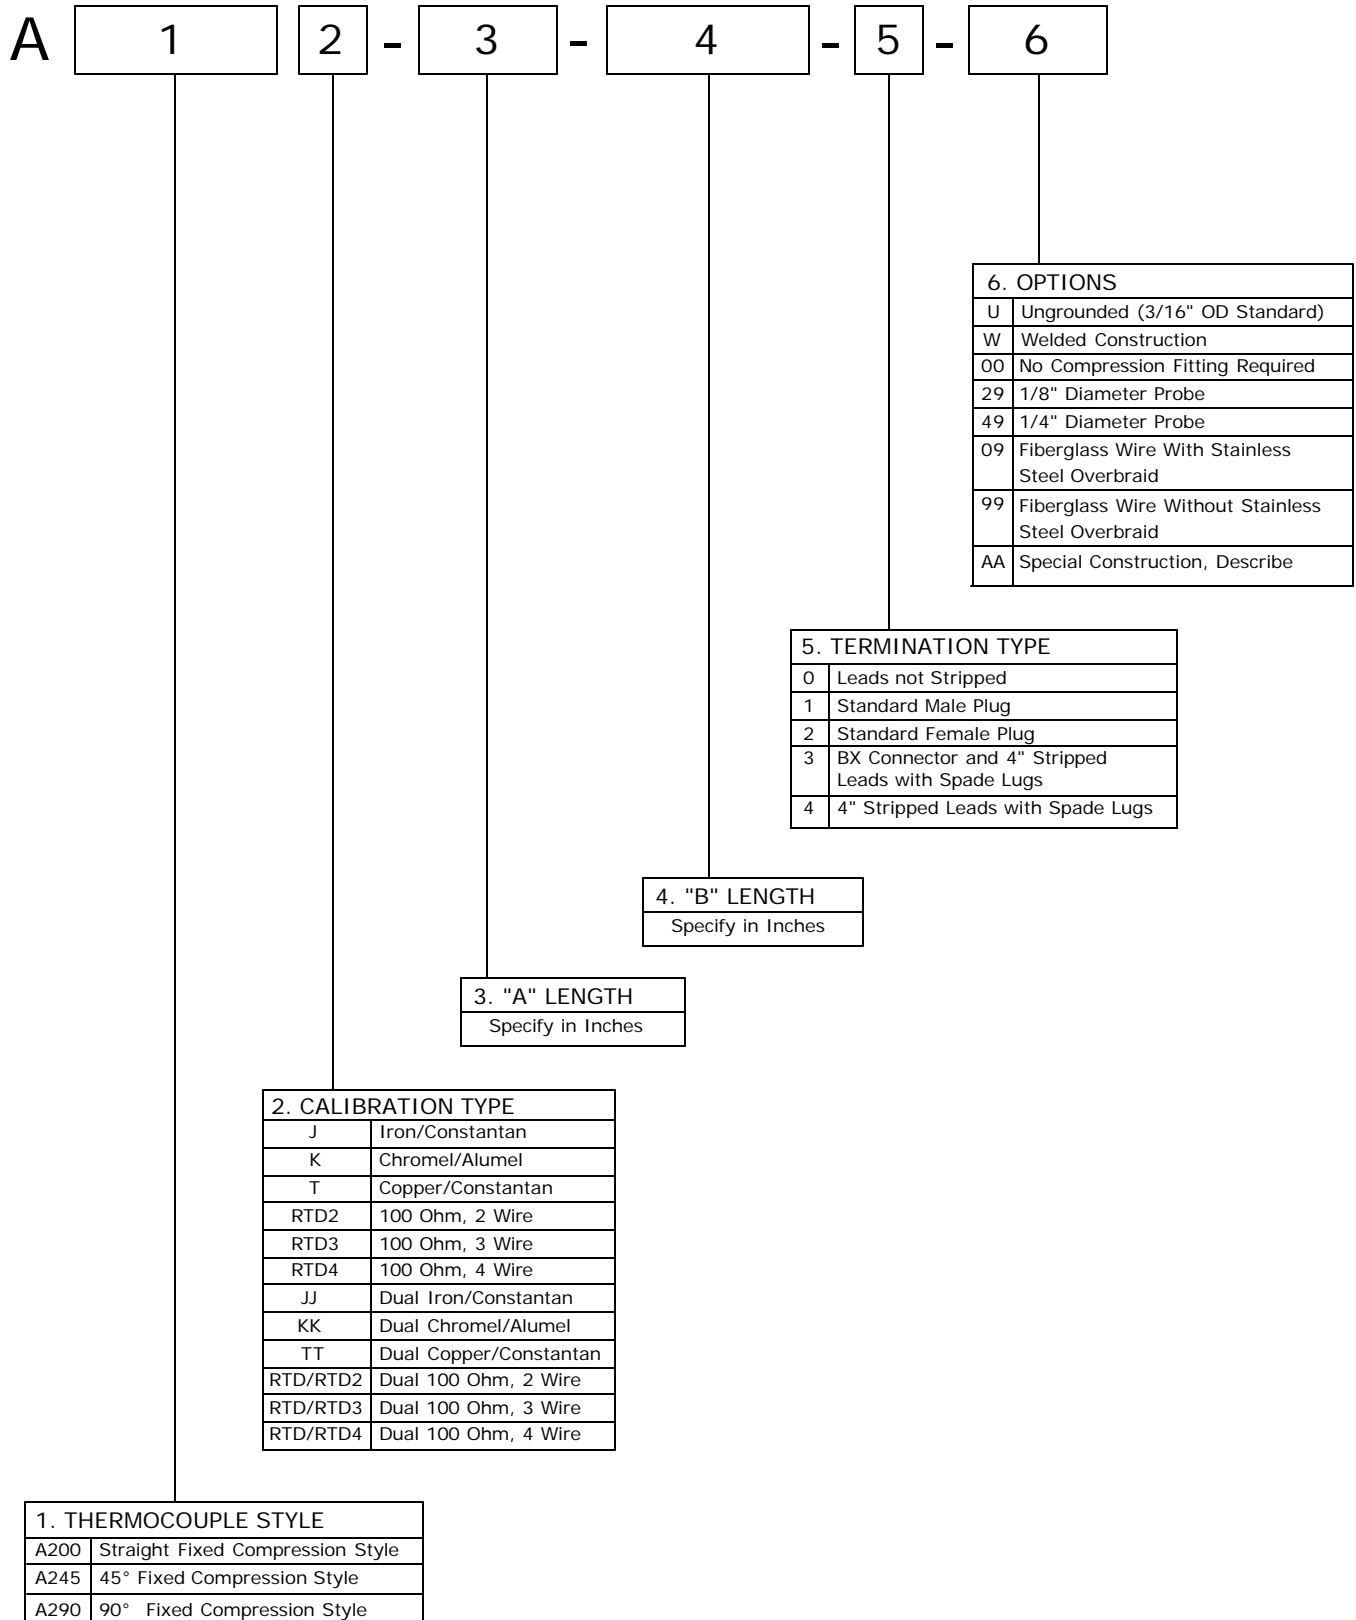 A 1 2 - 3 - 4 - 5 - 6
6. OPTIONS
U Ungrounded (3/16" OD Standard)
W Welded Construction
00 No Compression Fitting Required
29 1/8" Diameter Probe
49 1/4" Diameter Probe
09 Fiberglass Wire With Stainless
Steel Overbraid
99 Fiberglass Wire Without Stainless
Steel Overbraid
AA Special Construction, Describe
5. TERMINATION TYPE
0 Leads not Stripped
1 Standard Male Plug
2 Standard Female Plug
3 BX Connector and 4" Stripped
Leads with Spade Lugs
4 4" Stripped Leads with Spade Lugs
4. "B" LENGTH
Specify in Inches
3. "A" LENGTH
Specify in Inches
2. CALIBRATION TYPE
J Iron/Constantan
K Chromel/Alumel
T Copper/Constantan
RTD2 100 Ohm, 2 Wire
RTD3 100 Ohm, 3 Wire
RTD4 100 Ohm, 4 Wire
JJ Dual Iron/Constantan
KK Dual Chromel/Alumel
TT Dual Copper/Constantan
RTD/RTD2 Dual 100 Ohm, 2 Wire
RTD/RTD3 Dual 100 Ohm, 3 Wire
RTD/RTD4 Dual 100 Ohm, 4 Wire
1. THERMOCOUPLE STYLE
A200 Straight Fixed Compression Style
A245 45° Fixed Compression Style
A290 90° Fixed Compression Style